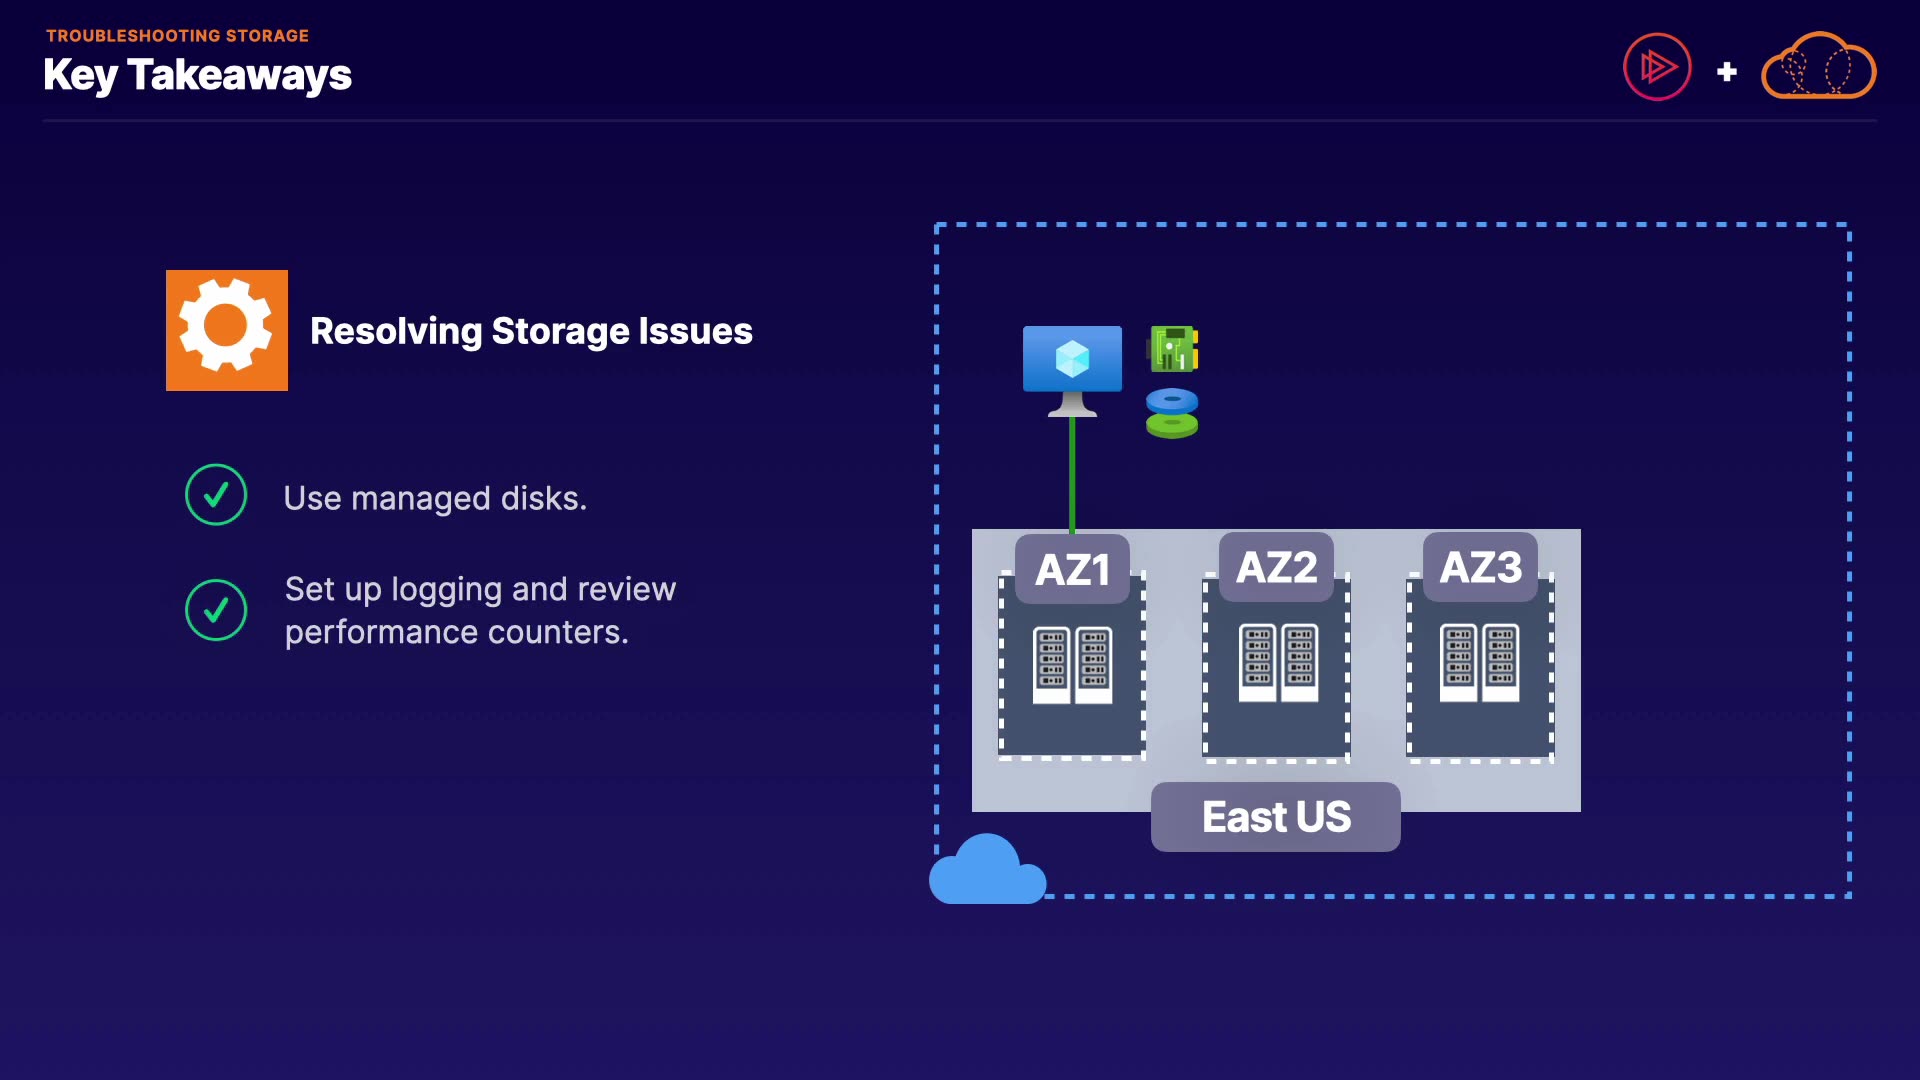 TROUBLESHOOTING STORAGE
Key Takeaways
Resolving Storage Issues
Use managed disks.
Set up logging and review
performance counters.
AZ1
AZ2
AZ3
East US